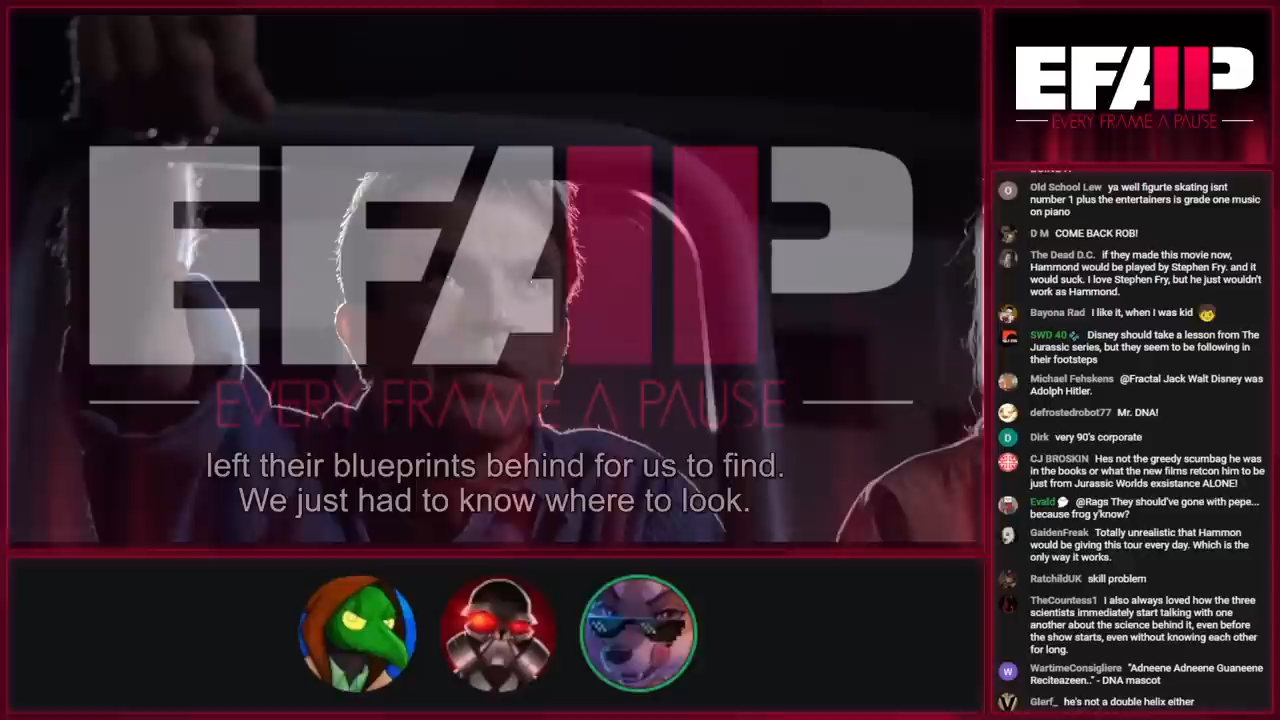 EFAP
EVERY FRAME A PAUSE
left their blueprints behind for us to find.
We just had to know where to look.
EFAP
EVERY FRAME A PAUSE
Old School Lew ya well figurte skating isnt
number 1 plus the entertainers is grade one music
on piano
D M COME BACK ROB!
The Dead D.C. if they made this movie now,
Hammond would be played by Stephen Fry. and it
would suck. I love Stephen Fry, but he just wouldn't
work as Hammond.
Bayona Rad I like it, when I was kid
SWD 40 Disney should take a lesson from The
Jurassic series, but they seem to be following in
their footsteps
Michael Fehskens @Fractal Jack Walt Disney was
Adolph Hitler.
defrostedrobot77 Mr. DNA!
Dirk very 90's corporate
CJ BROSKIN Hes not the greedy scumbag he was
in the books or what the new films retcon him to be
just from Jurassic Worlds exsistance ALONE!
Evald @Rags They should've gone with pepe...
because frog y'know?
GaidenFreak Totally unrealistic that Hammon
would be giving this tour every day. Which is the
only way it works.
RatchildUK skill problem
TheCountess1 I also always loved how the three
scientists immediately start talking with one
another about the science behind it, even before
the show starts, even without knowing each other
for long.
WartimeConsigliere "Adneene Adneene Guaneene
Reciteazeen.." - DNA mascot
Glerf_ he's not a double helix either